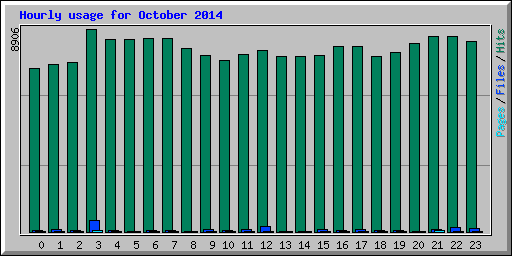 Hourly usage for October 2014
8906
Pages/Files/Hits
0 1 2 3 4 5 6 7 8 9 10 11 12 13 14 15 16 17 18 19 20 21 22 23